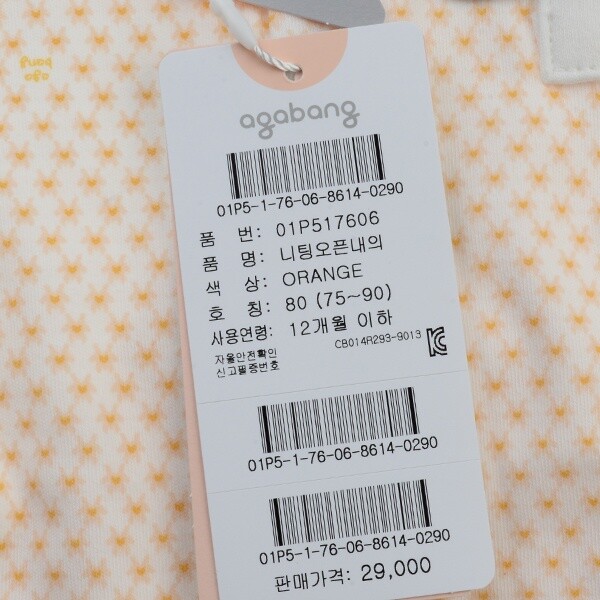 agabang
01P5-1-76-06-8614-0290
품 번: 01P517606
품 명: 니팅오픈내의
색 상: ORANGE
호 칭: 80 (75~90)
사용연령: 12개월 이하
자율안전확인
신고필증번호
CB014R293-9013
01P5-1-76-06-8614-0290
01P5-1-76-06-8614-0290
판매가격: 29,000